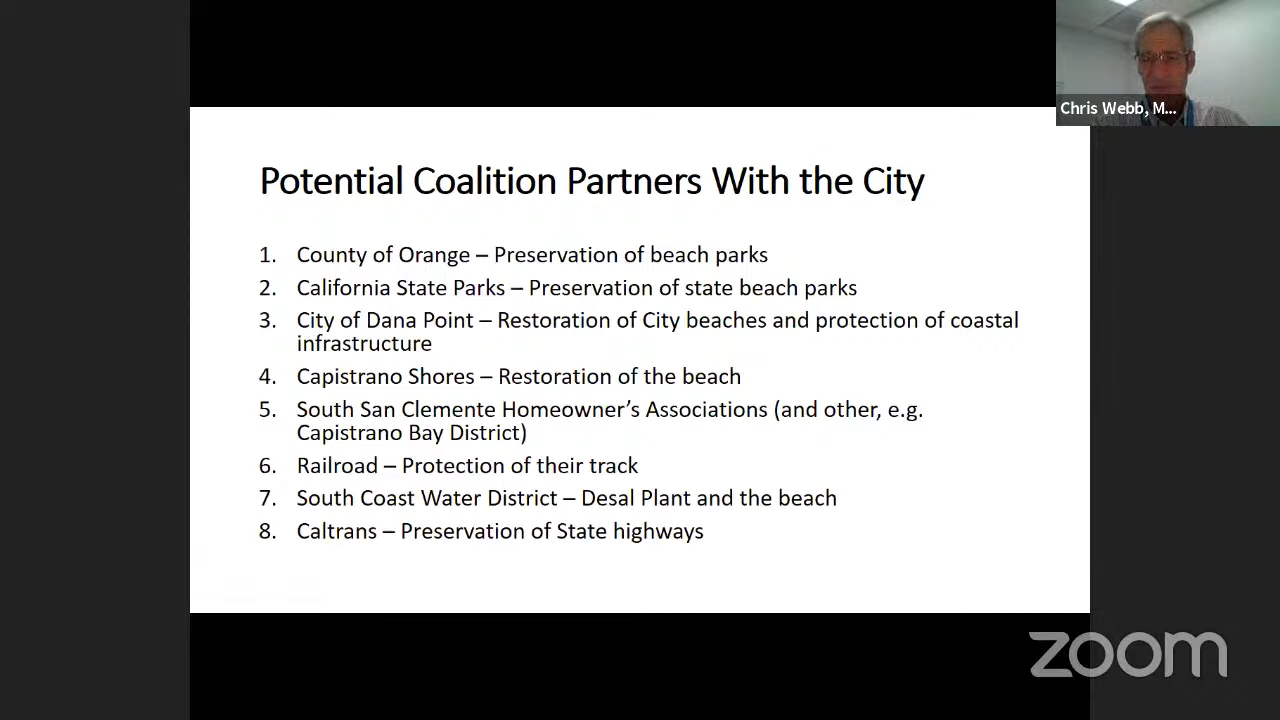 Chris Webb, M...
Potential Coalition Partners With the City
1. County of Orange – Preservation of beach parks
2. California State Parks – Preservation of state beach parks
3. City of Dana Point – Restoration of City beaches and protection of coastal
infrastructure
4. Capistrano Shores – Restoration of the beach
5. South San Clemente Homeowner's Associations (and other, e.g.
Capistrano Bay District)
6. Railroad – Protection of their track
7. South Coast Water District – Desal Plant and the beach
8. Caltrans – Preservation of State highways
zoom